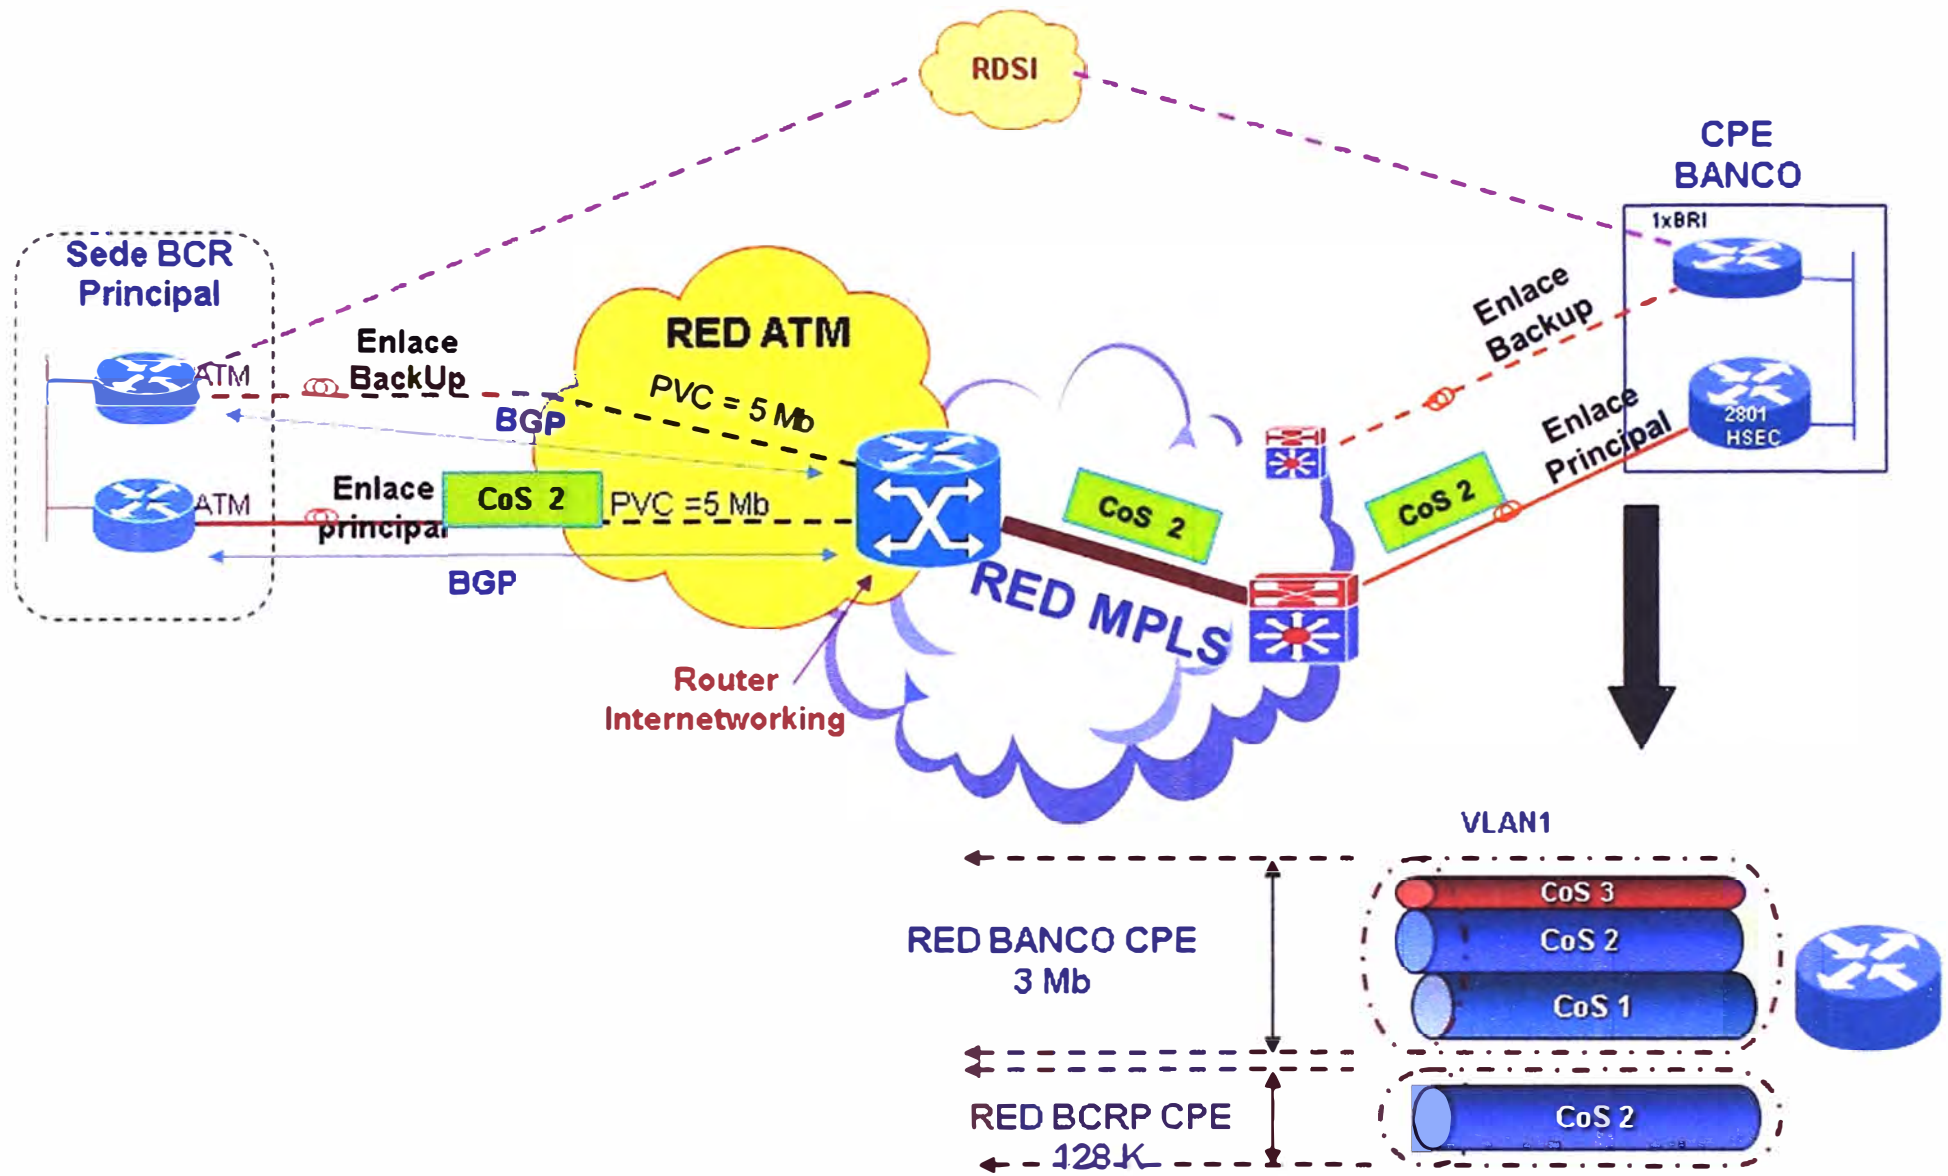 RDSI
CPE
BANCO
1xBRI
Sede BCR
Principal
Enlace
BackUp
ATM
RED ATM
PVC = 5 Mb
BGP
Enlace
Backup
2801
HSEC
Enlace
Principal
ATM
Enlace
principal
CoS 2
PVC =5 Mb
CoS 2
CoS 2
BGP
RED MPLS
Router
Internetworking
VLAN1
CoS 3
RED BANCO CPE
3 Mb
CoS 2
CoS 1
RED BCRP CPE
128 K
CoS 2